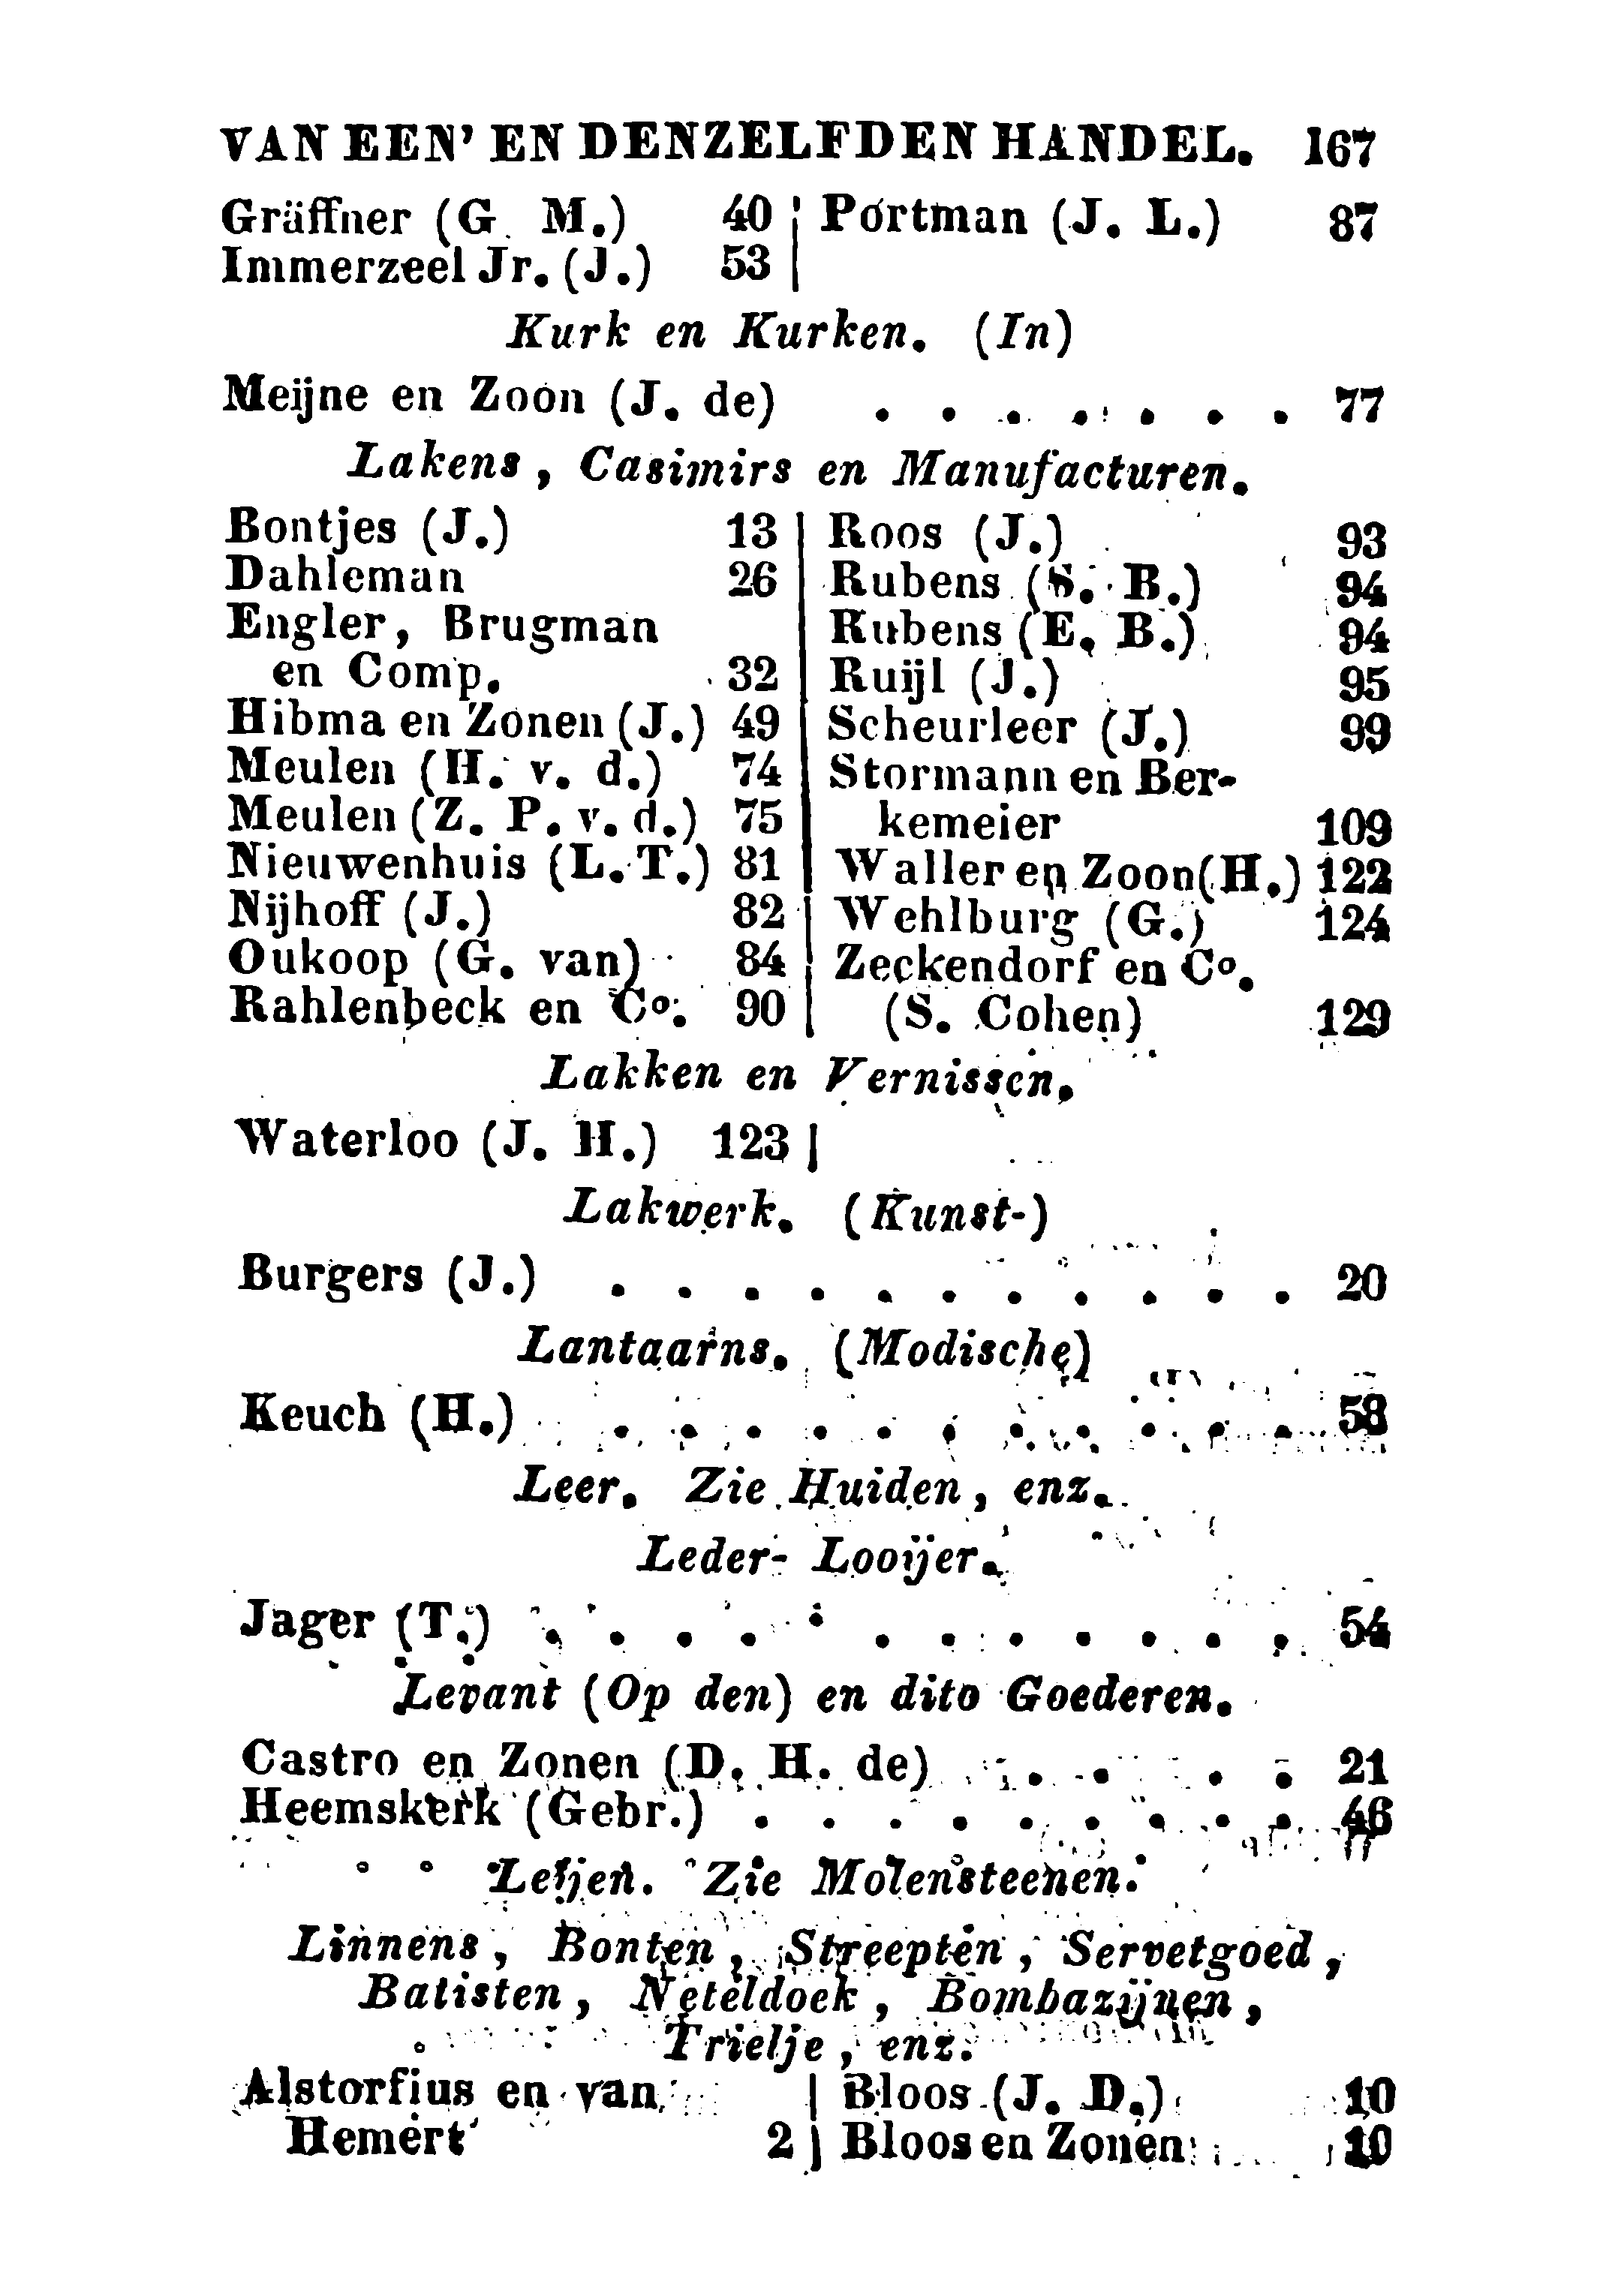 VAN EEN' EN DENZELFDEN HANDEL. 167
Gräffner (G. M.) 40
Immerzeel Jr. (J.) 53
Portman (J. L.) 87
Kurk en Kurken. (In)
Meijne en Zoon (J. de) . . . . . . . 77
Lakens, Casimirs en Manufacturen.
Bontjes (J.) 13
Dahleman 26
Engler, Brugman
en Comp. 32
Hibma en Zonen (J.) 49
Meulen (H. v. d.) 74
Meulen (Z. P. v. d.) 75
Nieuwenhuis (L. T.) 81
Nijhoff (J.) 82
Oukoop (G. van) 84
Rahlenbeck en Co. 90
Roos (J.) 93
Rubens (S. B.) 94
Rubens (E. B.) 94
Ruijl (J.) 95
Scheurleer (J.) 99
Stormann en Ber-
kemeier 109
Waller en Zoon (H.) 122
Wehlburg (G.) 124
Zeckendorf en Co.
(S. Cohen) 129
Lakken en Vernissen.
Waterloo (J. H.) 123
Lakwerk. (Kunst-)
Burgers (J.) . . . . . . . . . . . 20
Lantaarns. (Modische)
Keuch (H.) . . . . . . . . . . . 58
Leer. Zie Huiden, enz.
Leder-Looijer.
Jager (T.) . . . . . . . . . . . . 54
Levant (Op den) en dito Goederen.
Castro en Zonen (D. H. de) . . . . . 21
Heemskerk (Gebr.) . . . . . . . . . 46
Leijen. Zie Molensteenen.
Linnens, Bonten, Streepten, Servetgoed,
Batisten, Neteldoek, Bombazijnen,
Trielje, enz.
Alstorfius en van
Hemert 2
Bloos (J. D.) 10
Bloos en Zonen 10